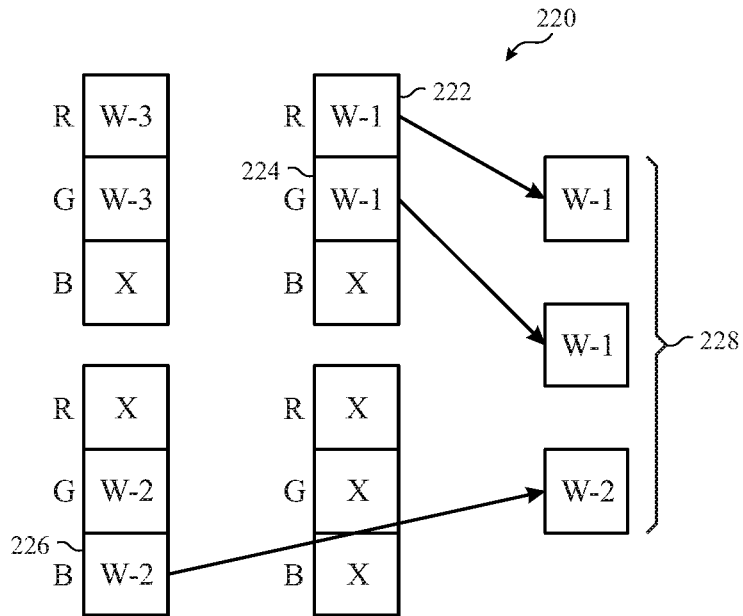 220
R W-3 R W-1 222
224
G W-3 G W-1 W-1
B X B X
W-1 228
R X R X
G W-2 G X W-2
226
B W-2 B X